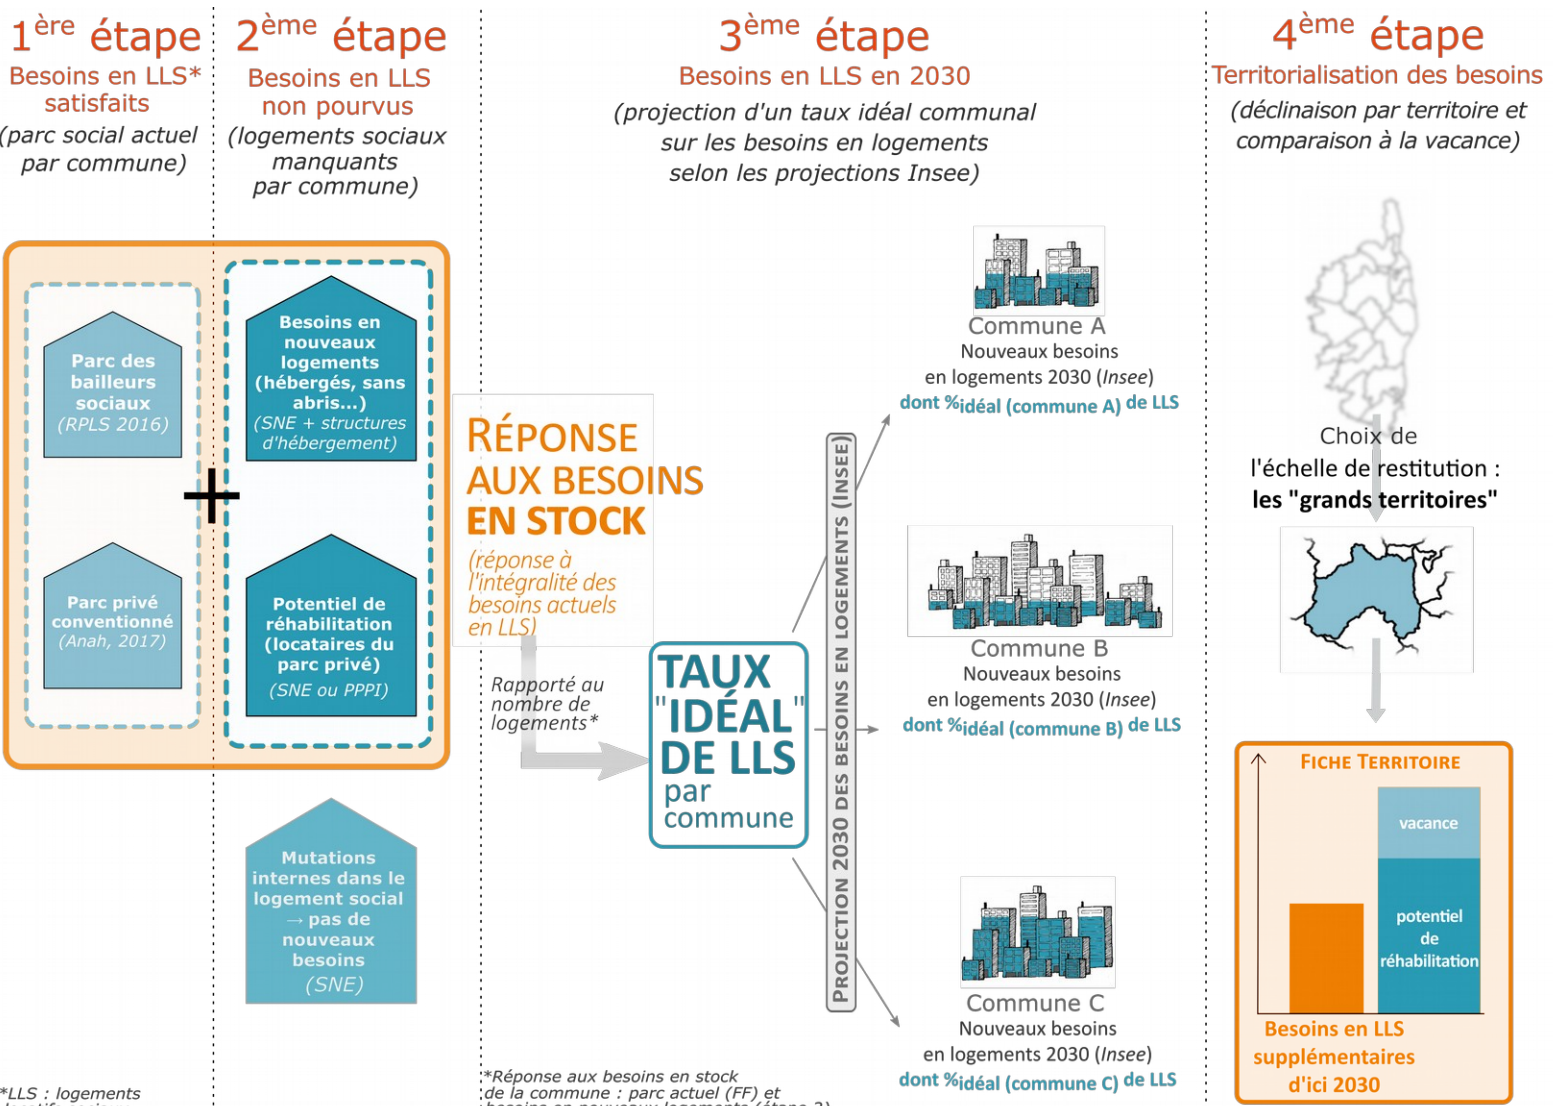 1ère étape
Besoins en LLS*
satisfaits
(parc social actuel
par commune)
Parc des
bailleurs
sociaux
(RPLS 2016)
Parc privé
conventionné
(Anah, 2017)
*LLS : logements
2ème étape
Besoins en LLS
non pourvus
(logements sociaux
manquants
par commune)
Besoins en
nouveaux
logements
(hébergés, sans
abris...)
(SNE + structures
d'hébergement)
+
Potentiel de
réhabilitation
(locataires du
parc privé)
(SNE ou PPPI)
Mutations
internes dans le
logement social
→ pas de
nouveaux
besoins
(SNE)
3ème étape
Besoins en LLS en 2030
(projection d'un taux idéal communal
sur les besoins en logements
selon les projections Insee)
RÉPONSE
AUX BESOINS
EN STOCK
(réponse à
l'intégralité des
besoins actuels
en LLS)
Rapporté au
nombre de
logements*
TAUX
"IDÉAL"
DE LLS
par
commune
PROJECTION 2030 DES BESOINS EN LOGEMENTS (INSEE)
Commune A
Nouveaux besoins
en logements 2030 (Insee)
dont %idéal (commune A) de LLS
Commune B
Nouveaux besoins
en logements 2030 (Insee)
dont %idéal (commune B) de LLS
Commune C
Nouveaux besoins
en logements 2030 (Insee)
dont %idéal (commune C) de LLS
*Réponse aux besoins en stock
de la commune : parc actuel (FF) et
besoins en nouveaux logements (étape 2)
4ème étape
Territorialisation des besoins
(déclinaison par territoire et
comparaison à la vacance)
Choix de
l'échelle de restitution :
les "grands territoires"
FICHE TERRITOIRE
vacance
potentiel
de
réhabilitation
Besoins en LLS
supplémentaires
d'ici 2030